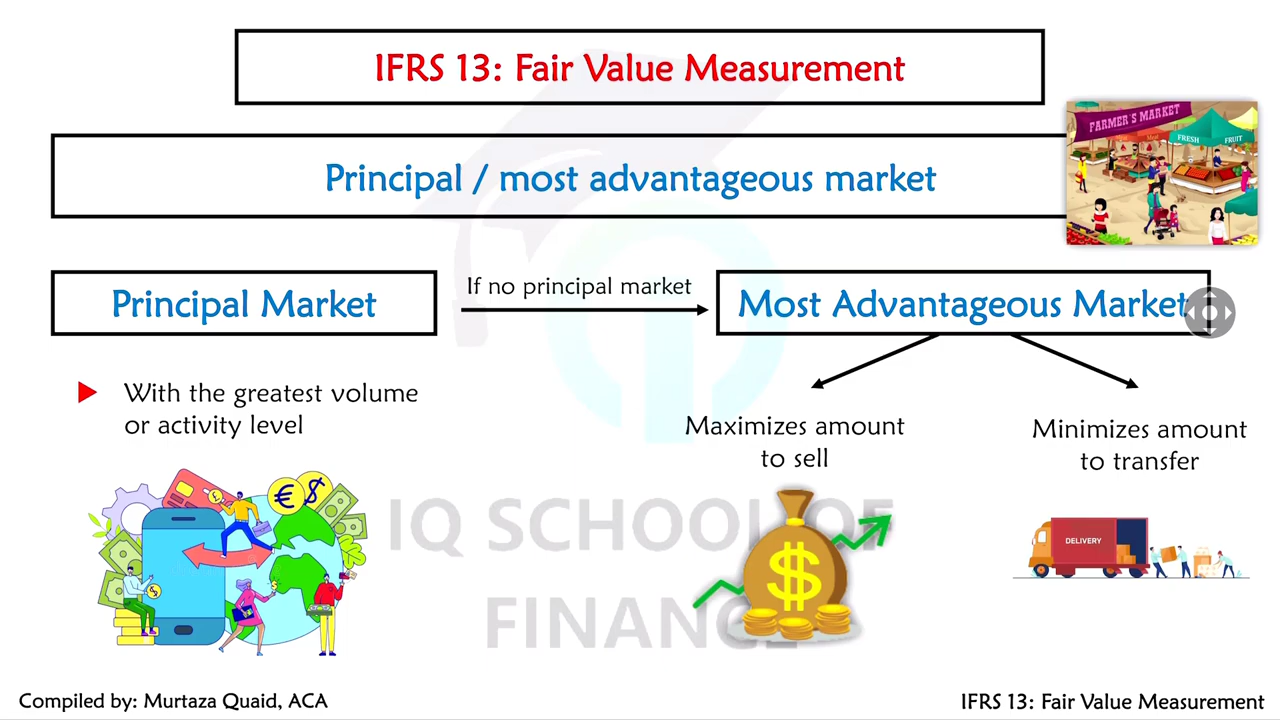 IFRS 13: Fair Value Measurement
FARMER'S MARKET
FRESH
FRUIT
Principal / most advantageous market
Principal Market
If no principal market
Most Advantageous Market
With the greatest volume
or activity level
Maximizes amount
to sell
Minimizes amount
to transfer
€
$
$
DELIVERY
IQ SCHOOL OF
FINANCE
Compiled by: Murtaza Quaid, ACA
IFRS 13: Fair Value Measurement